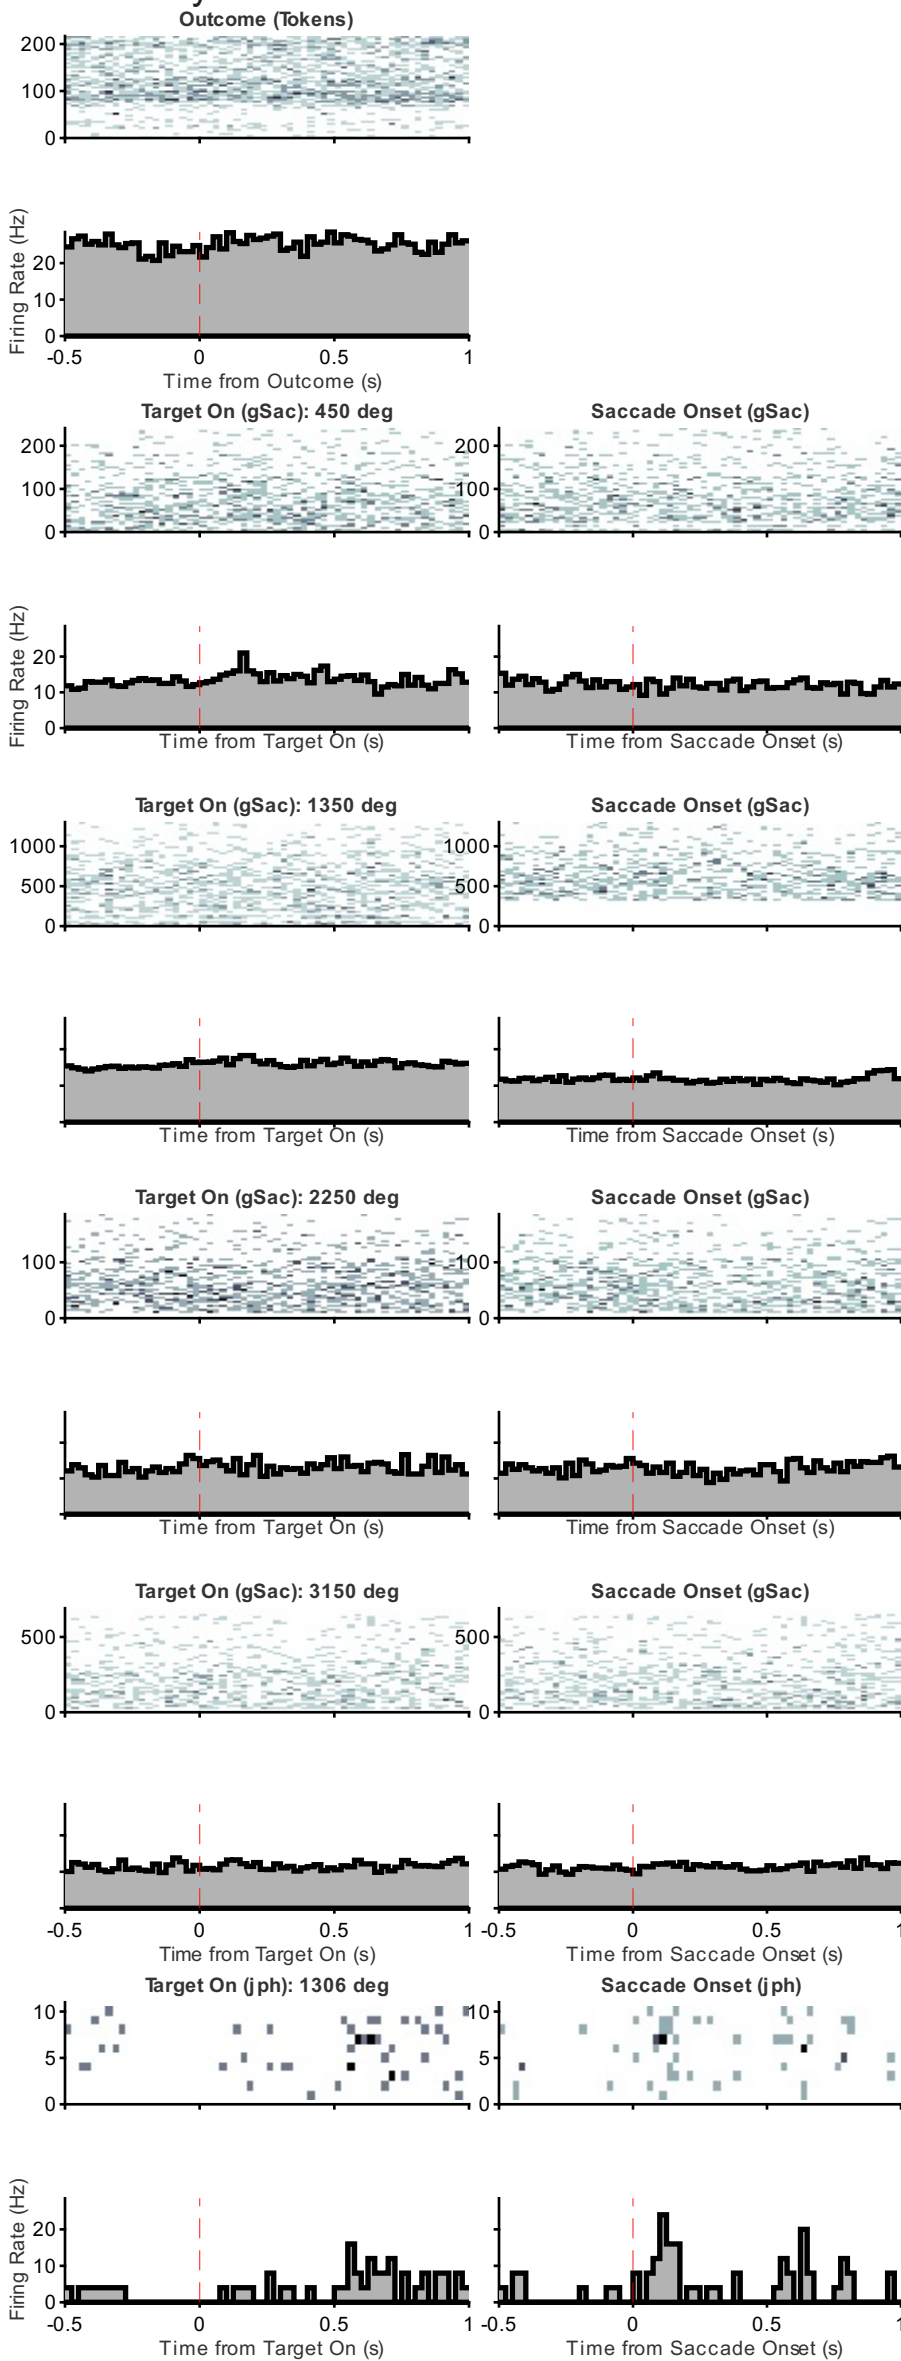 Outcome (Tokens)
200
100
0
Firing Rate (Hz)
20
10
0
-0.5 0 0.5 1
Time from Outcome (s)
Target On (gSac): 450 deg Saccade Onset (gSac)
200 200
100 100
0 0
Firing Rate (Hz)
20
10
0
Time from Target On (s) Time from Saccade Onset (s)
Target On (gSac): 1350 deg Saccade Onset (gSac)
1000 1000
500 500
0 0
Time from Target On (s) Time from Saccade Onset (s)
Target On (gSac): 2250 deg Saccade Onset (gSac)
100 100
0 0
Time from Target On (s) Time from Saccade Onset (s)
Target On (gSac): 3150 deg Saccade Onset (gSac)
500 500
0 0
-0.5 0 0.5 1 -0.5 0 0.5 1
Time from Target On (s) Time from Saccade Onset (s)
Target On (jph): 1306 deg Saccade Onset (jph)
10 10
5 5
0 0
Firing Rate (Hz)
20
10
0
-0.5 0 0.5 1 -0.5 0 0.5 1
Time from Target On (s) Time from Saccade Onset (s)